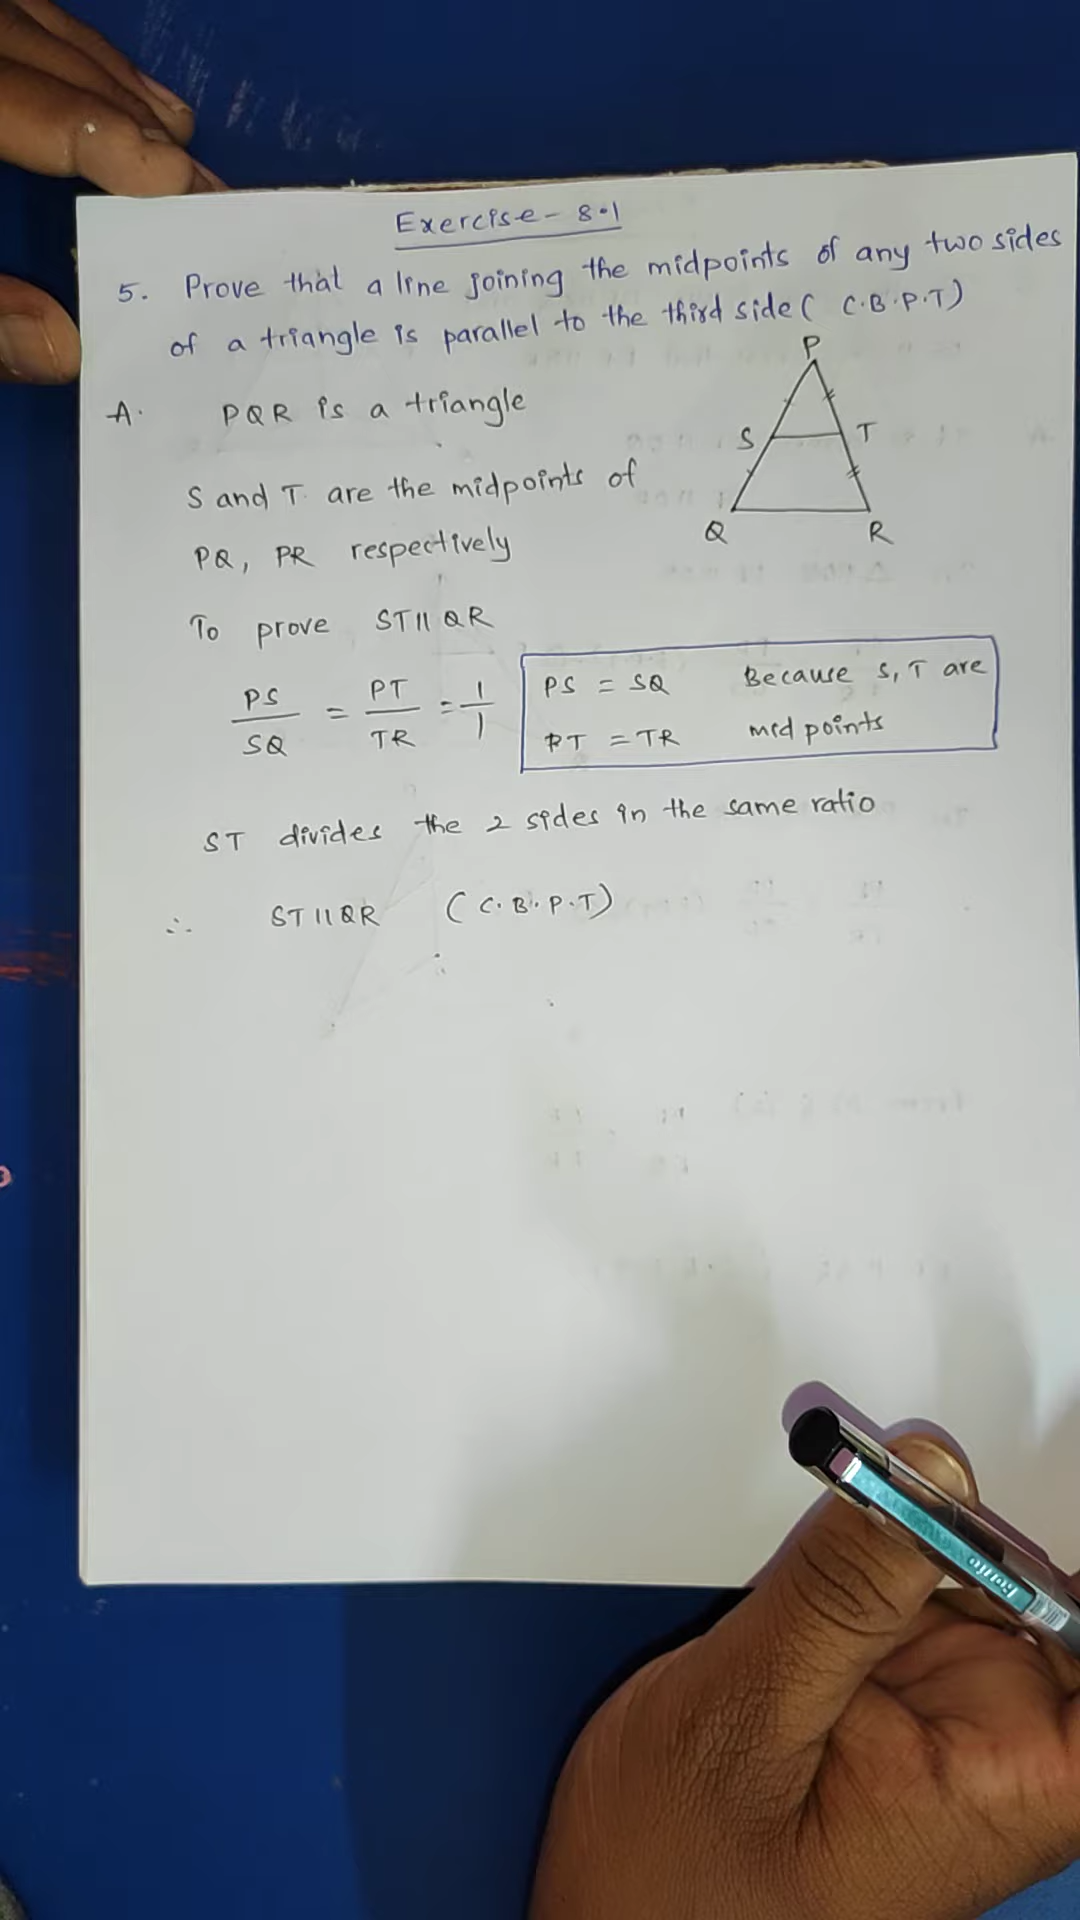 Exercise - 8.1
5. Prove that a line joining the midpoints of any two sides
of a triangle is parallel to the third side ( C.B.P.T)
A. PQR is a triangle
P
S T
Q R
S and T are the midpoints of
PQ, PR respectively
To prove ST || QR
PS/SQ = PT/TR = 1/1
PS = SQ Because S, T are
PT = TR midpoints
ST divides the 2 sides in the same ratio
∴ ST || QR ( C.B.P.T)